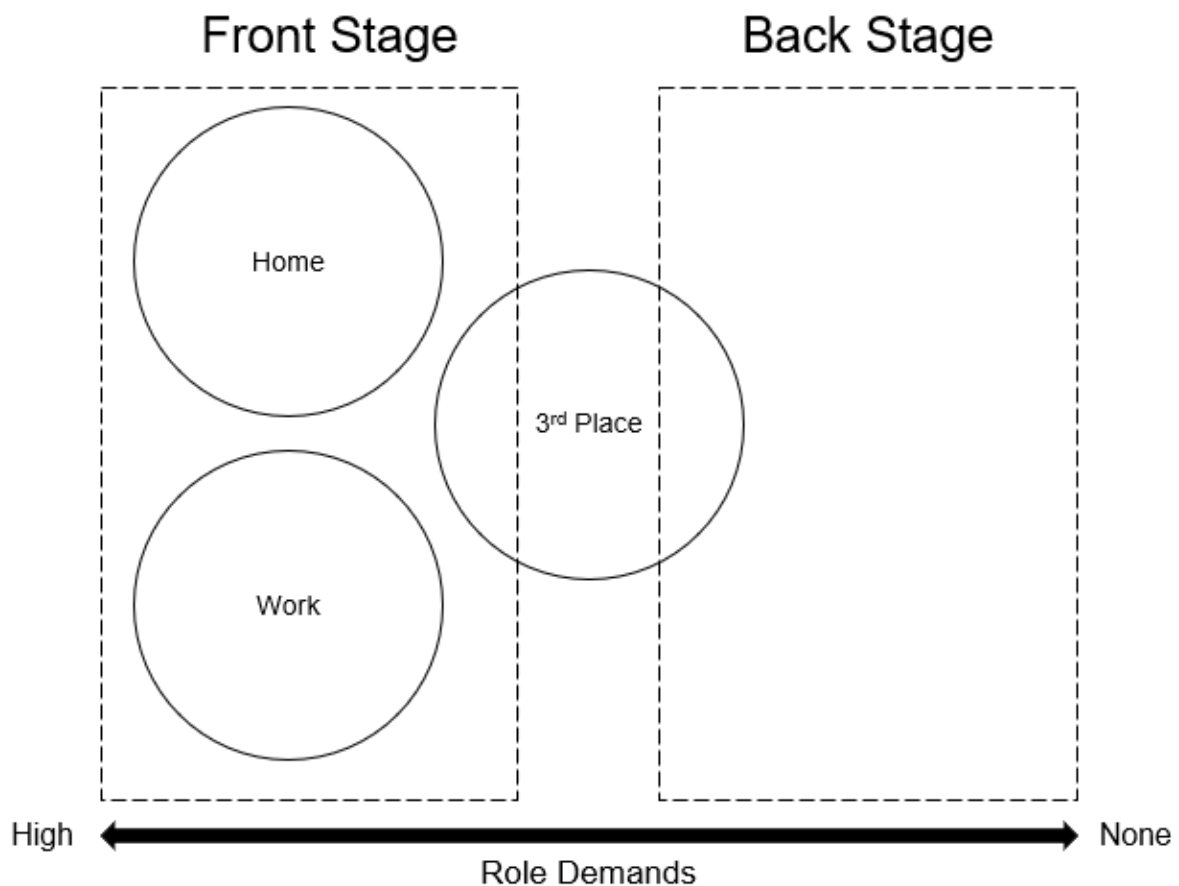 Front Stage
Back Stage
Home
3rd Place
Work
High
None
Role Demands